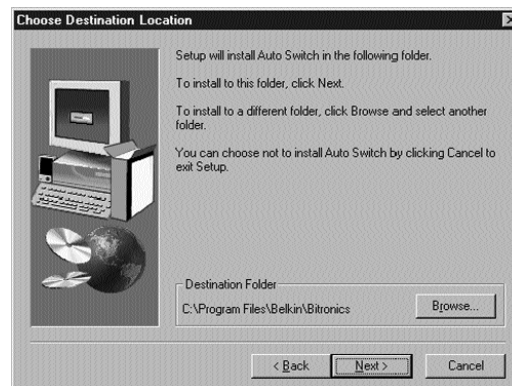 Choose Destination Location
Setup will install Auto Switch in the following folder.
To install to this folder, click Next.
To install to a different folder, click Browse and select another
folder.
You can choose not to install Auto Switch by clicking Cancel to
exit Setup.
Destination Folder
C:\Program Files\Belkin\Bitronics
Browse...
< Back
Next >
Cancel